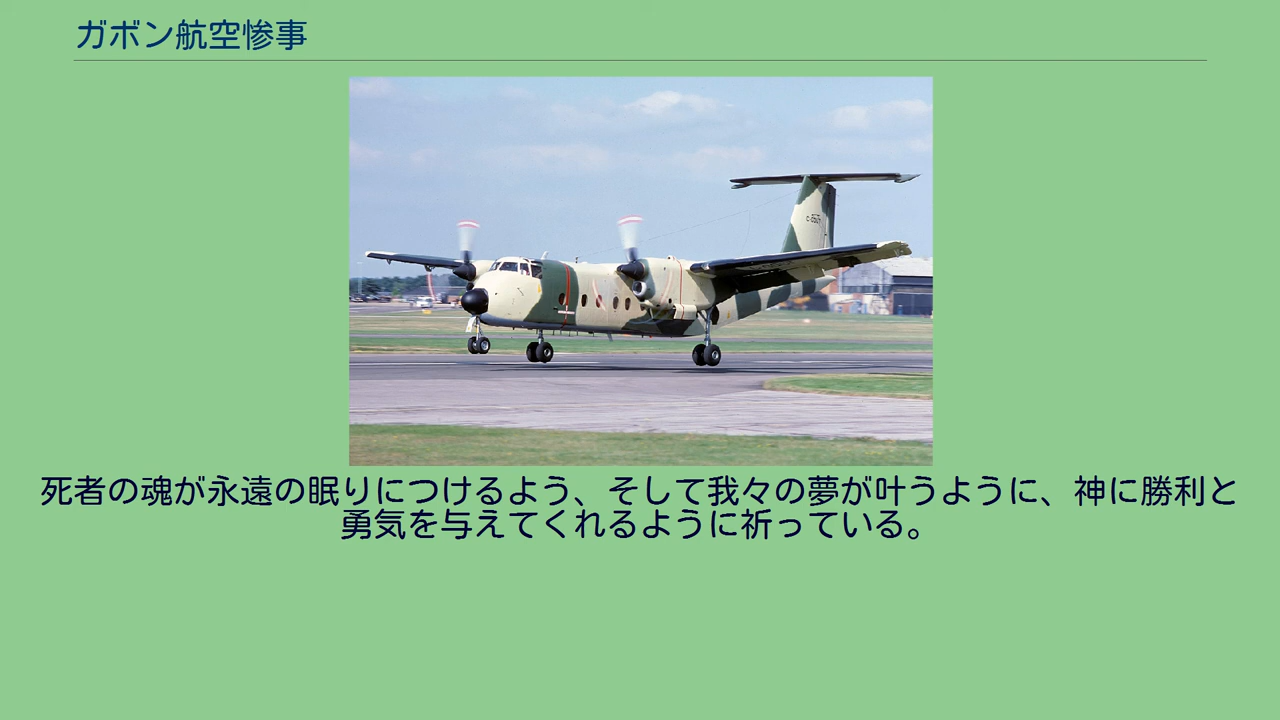 ガボン航空惨事
死者の魂が永遠の眠りにつけるよう、そして我々の夢が叶うように、神に勝利と
勇気を与えてくれるように祈っている。